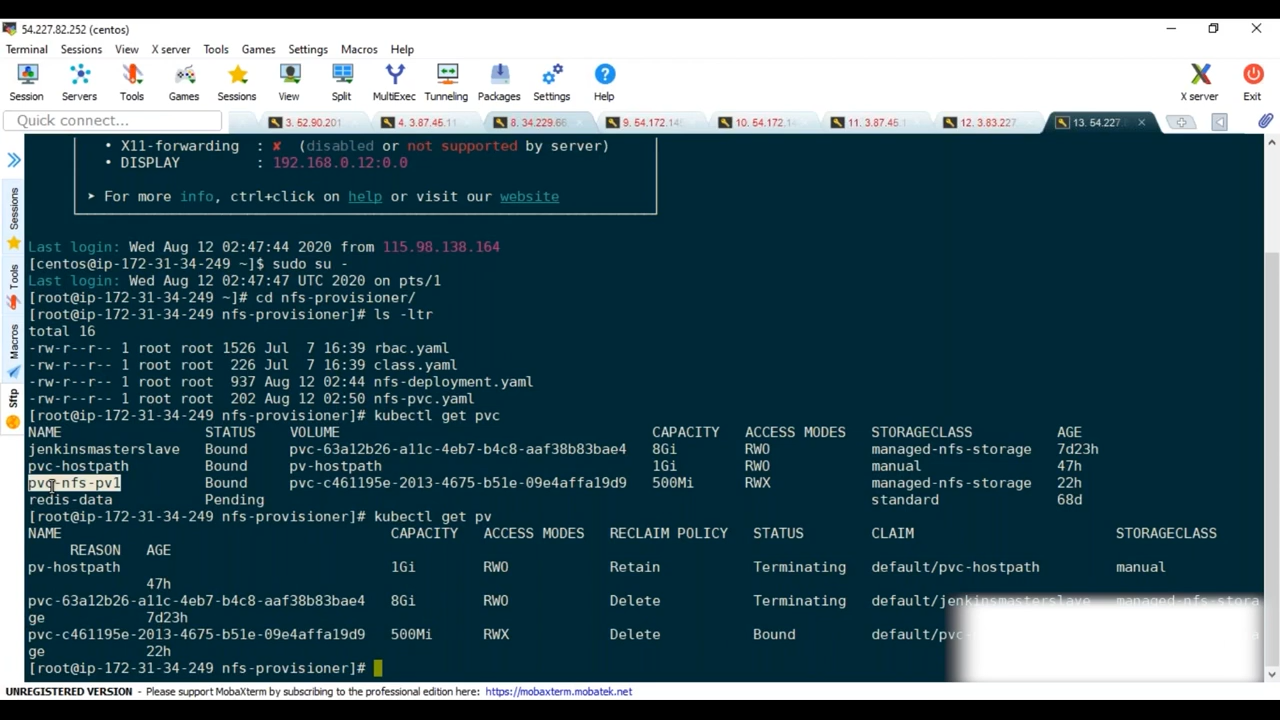 54.227.82.252 (centos)
Terminal Sessions View X server Tools Games Settings Macros Help
Session Servers Tools Games Sessions View Split MultiExec Tunneling Packages Settings Help X server Exit
Quick connect... 3. 52.90.201 4. 3.87.45.1 8. 34.229.66 9. 54.172.14 10. 54.172.1 11. 3.87.45.1 12. 3.83.227 13. 54.227.
• X11-forwarding : ✘ (disabled or not supported by server)
• DISPLAY : 192.168.0.12:0.0
➤ For more info, ctrl+click on help or visit our website
Last login: Wed Aug 12 02:47:44 2020 from 115.98.138.164
[centos@ip-172-31-34-249 ~]$ sudo su -
Last login: Wed Aug 12 02:47:47 UTC 2020 on pts/1
[root@ip-172-31-34-249 ~]# cd nfs-provisioner/
[root@ip-172-31-34-249 nfs-provisioner]# ls -ltr
total 16
-rw-r--r-- 1 root root 1526 Jul 7 16:39 rbac.yaml
-rw-r--r-- 1 root root 226 Jul 7 16:39 class.yaml
-rw-r--r-- 1 root root 937 Aug 12 02:44 nfs-deployment.yaml
-rw-r--r-- 1 root root 202 Aug 12 02:50 nfs-pvc.yaml
[root@ip-172-31-34-249 nfs-provisioner]# kubectl get pvc
NAME STATUS VOLUME CAPACITY ACCESS MODES STORAGECLASS AGE
jenkinsmasterslave Bound pvc-63a12b26-a11c-4eb7-b4c8-aaf38b83bae4 8Gi RWO managed-nfs-storage 7d23h
pvc-hostpath Bound pv-hostpath 1Gi RWO manual 47h
pvc-nfs-pv1 Bound pvc-c461195e-2013-4675-b51e-09e4affa19d9 500Mi RWX managed-nfs-storage 22h
redis-data Pending standard 68d
[root@ip-172-31-34-249 nfs-provisioner]# kubectl get pv
NAME CAPACITY ACCESS MODES RECLAIM POLICY STATUS CLAIM STORAGECLASS
REASON AGE
pv-hostpath 1Gi RWO Retain Terminating default/pvc-hostpath manual
47h
pvc-63a12b26-a11c-4eb7-b4c8-aaf38b83bae4 8Gi RWO Delete Terminating default/jenkinsmasterslave managed-nfs-stora
ge 7d23h
pvc-c461195e-2013-4675-b51e-09e4affa19d9 500Mi RWX Delete Bound default/pvc-
ge 22h
[root@ip-172-31-34-249 nfs-provisioner]#
Sessions
Tools
Macros
Sftp
UNREGISTERED VERSION - Please support MobaXterm by subscribing to the professional edition here: https://mobaxterm.mobatek.net